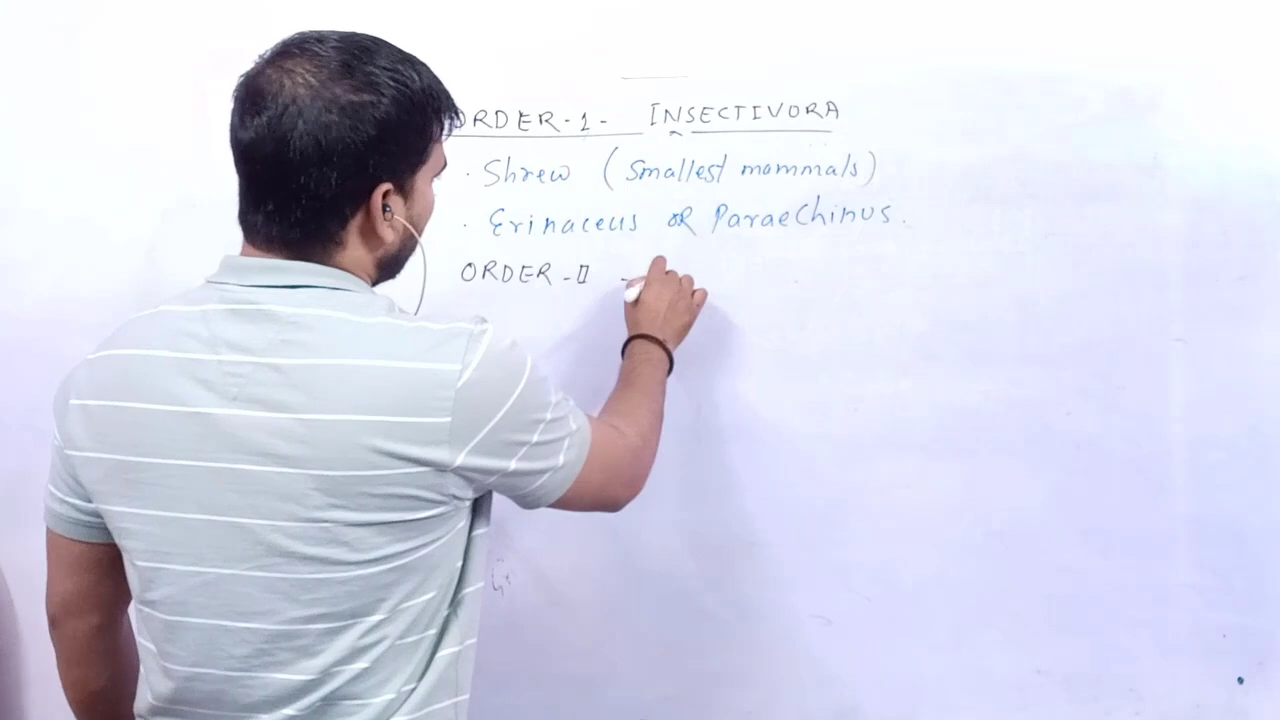 ORDER-1- INSECTIVORA
· Shrew (Smallest mammals)
· Erinaceus OR Paraechinus.
ORDER-II -